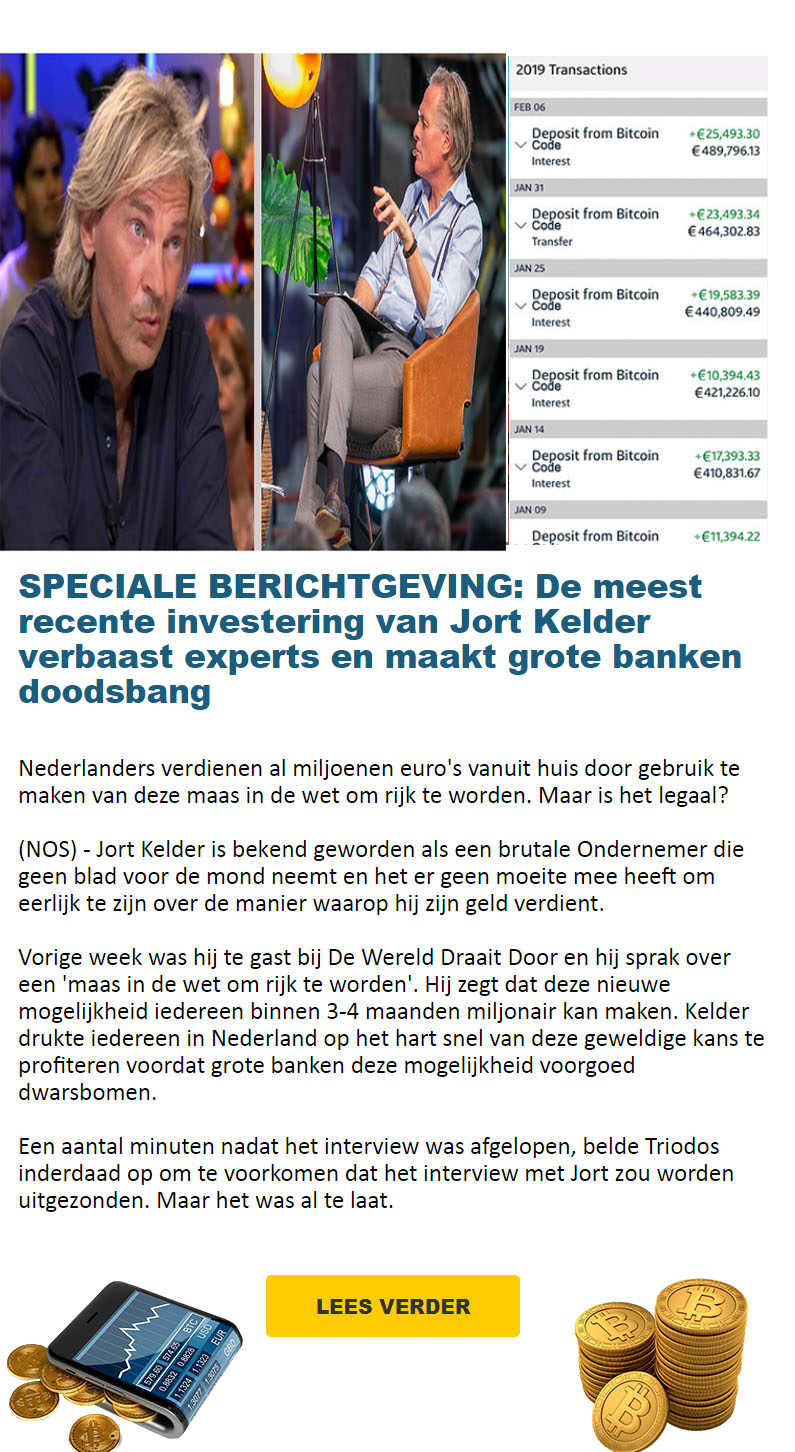 2019 Transactions
FEB 06
Deposit from Bitcoin +€25,493.30
Code €489,796.13
Interest
JAN 31
Deposit from Bitcoin +€23,493.34
Code €464,302.83
Transfer
JAN 25
Deposit from Bitcoin +€19,583.39
Code €440,809.49
Interest
JAN 19
Deposit from Bitcoin +€10,394.43
Code €421,226.10
Interest
JAN 14
Deposit from Bitcoin +€17,393.33
Code €410,831.67
Interest
JAN 09
Deposit from Bitcoin +€11,394.22
SPECIALE BERICHTGEVING: De meest
recente investering van Jort Kelder
verbaast experts en maakt grote banken
doodsbang
Nederlanders verdienen al miljoenen euro's vanuit huis door gebruik te
maken van deze maas in de wet om rijk te worden. Maar is het legaal?
(NOS) - Jort Kelder is bekend geworden als een brutale Ondernemer die
geen blad voor de mond neemt en het er geen moeite mee heeft om
eerlijk te zijn over de manier waarop hij zijn geld verdient.
Vorige week was hij te gast bij De Wereld Draait Door en hij sprak over
een 'maas in de wet om rijk te worden'. Hij zegt dat deze nieuwe
mogelijkheid iedereen binnen 3-4 maanden miljonair kan maken. Kelder
drukte iedereen in Nederland op het hart snel van deze geweldige kans te
profiteren voordat grote banken deze mogelijkheid voorgoed
dwarsbomen.
Een aantal minuten nadat het interview was afgelopen, belde Triodos
inderdaad op om te voorkomen dat het interview met Jort zou worden
uitgezonden. Maar het was al te laat.
LEES VERDER
579.60 574.65 BTC
0.8832 0.8828 USD
1.1324 1.1323 EUR
1.3077 1.3075 GBD